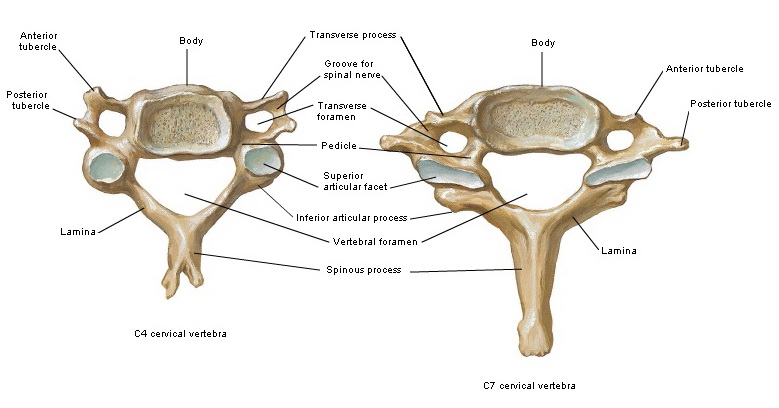 Anterior
tubercle
Body
Transverse process
Body
Groove for
spinal nerve
Anterior tubercle
Posterior
tubercle
Transverse
foramen
Posterior tubercle
Pedicle
Superior
articular facet
Inferior articular process
Lamina
Vertebral foramen
Lamina
Spinous process
C4 cervical vertebra
C7 cervical vertebra